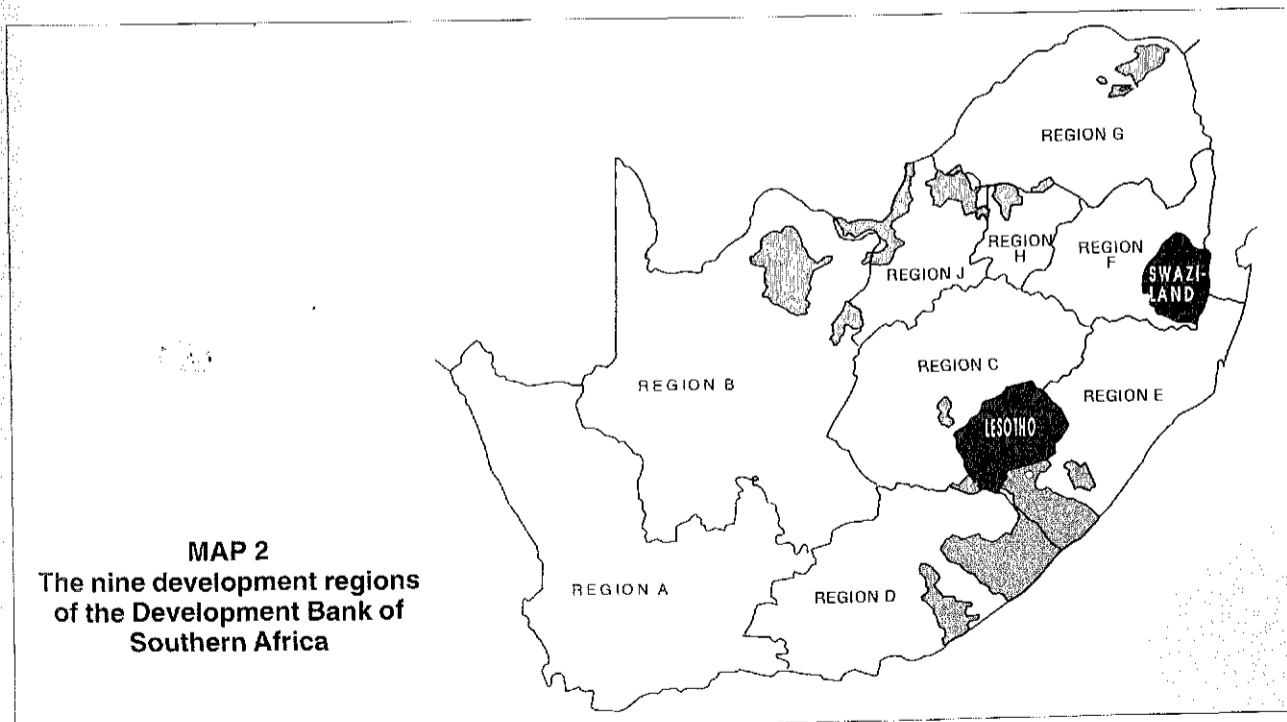 REGION G
REGION
H
REGION
F
SWAZI-
LAND
REGION J
REGION C
REGION B
REGION E
LESOTHO
MAP 2
The nine development regions
of the Development Bank of
Southern Africa
REGION A
REGION D